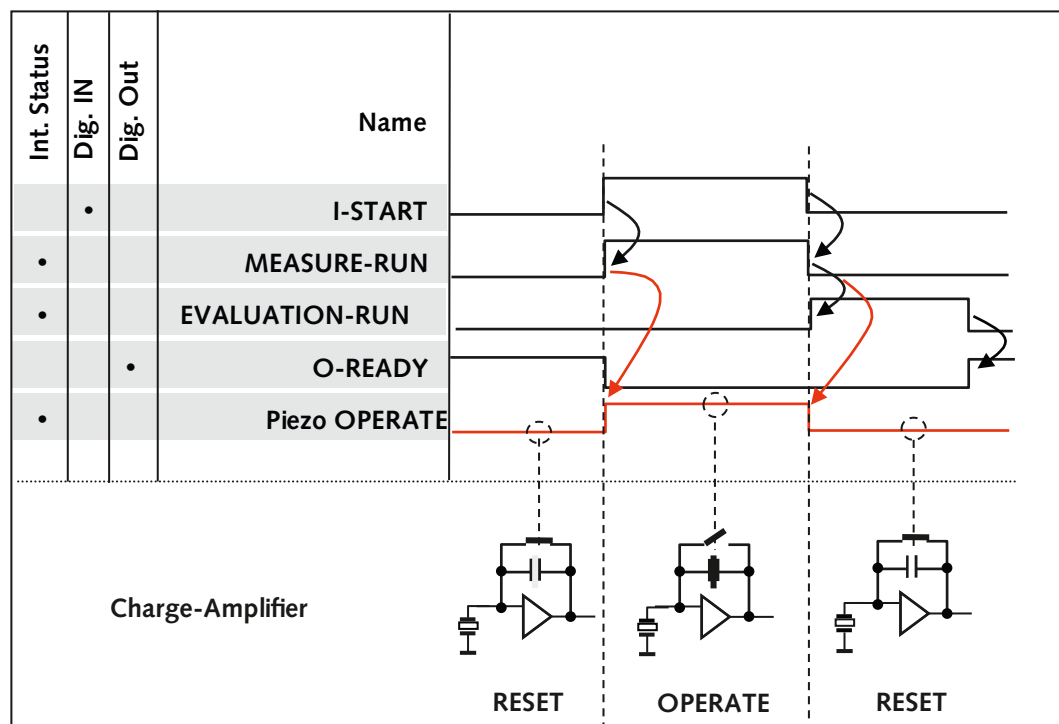 Int. Status
Dig. IN
Dig. Out
Name
I-START
MEASURE-RUN
EVALUATION-RUN
O-READY
Piezo OPERATE
Charge-Amplifier
RESET
OPERATE
RESET